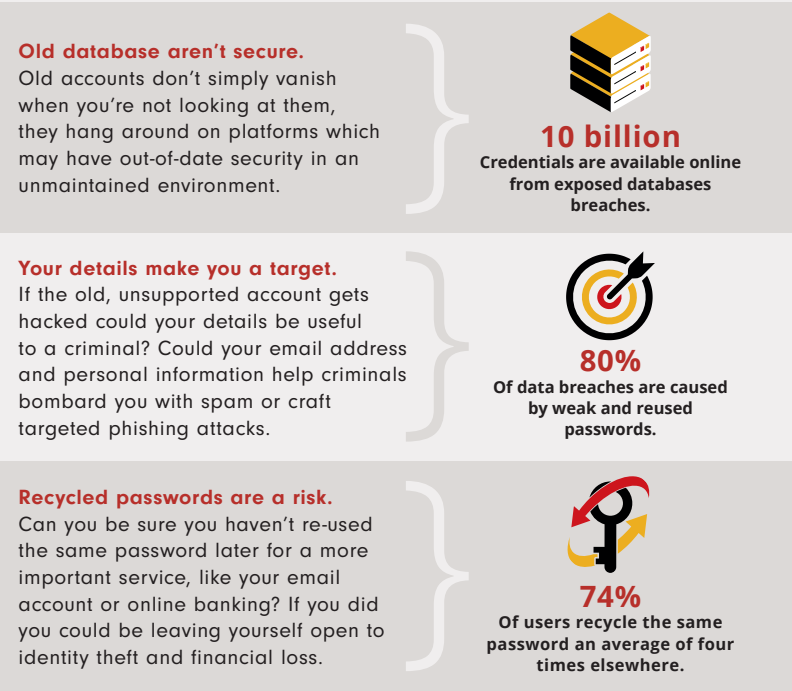 Old database aren't secure.
Old accounts don't simply vanish
when you're not looking at them,
they hang around on platforms which
may have out-of-date security in an
unmaintained environment.
10 billion
Credentials are available online
from exposed databases
breaches.
Your details make you a target.
If the old, unsupported account gets
hacked could your details be useful
to a criminal? Could your email address
and personal information help criminals
bombard you with spam or craft
targeted phishing attacks.
80%
Of data breaches are caused
by weak and reused
passwords.
Recycled passwords are a risk.
Can you be sure you haven't re-used
the same password later for a more
important service, like your email
account or online banking? If you did
you could be leaving yourself open to
identity theft and financial loss.
74%
Of users recycle the same
password an average of four
times elsewhere.